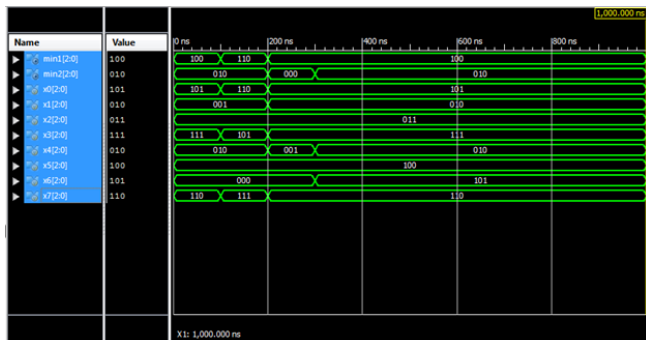 1,000.000 ns
Name Value 0 ns 200 ns 400 ns 600 ns 800 ns
min1[2:0] 100 100 110 100
min2[2:0] 010 010 000 010
x0[2:0] 101 101 110 101
x1[2:0] 010 001 010
x2[2:0] 011 011
x3[2:0] 111 111 101 111
x4[2:0] 010 010 001 010
x5[2:0] 100 100
x6[2:0] 101 000 101
x7[2:0] 110 110 111 110
X1: 1,000.000 ns